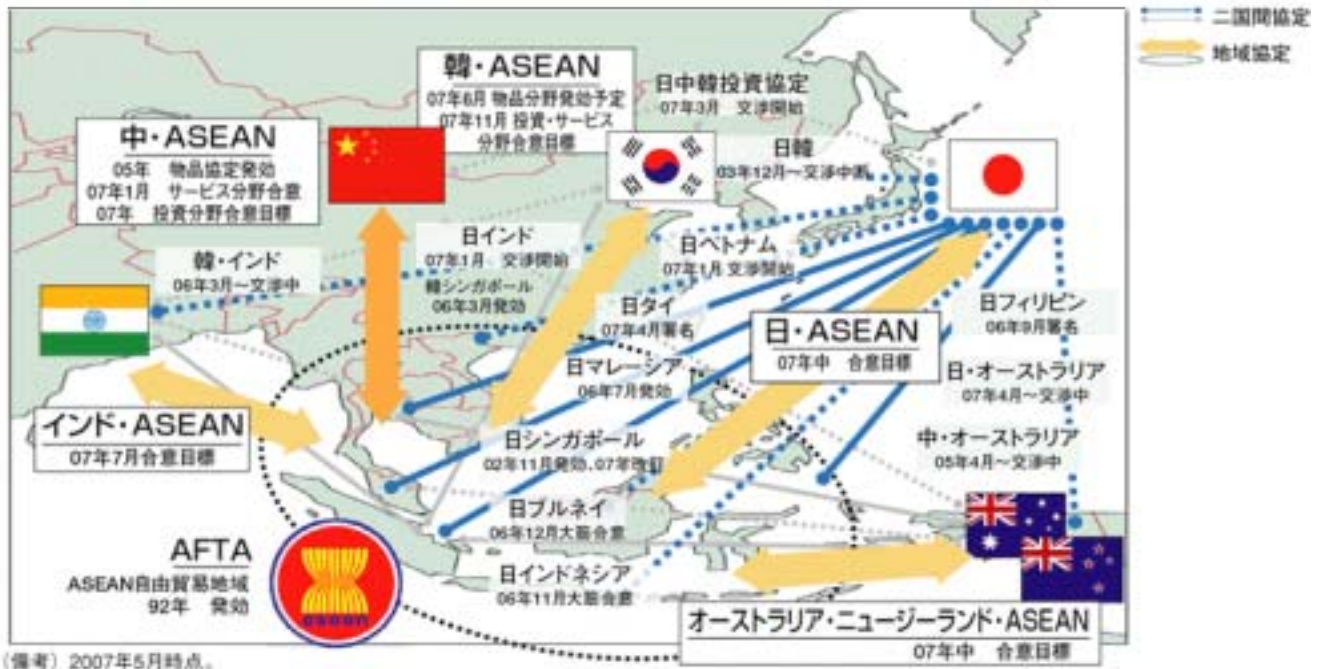 二国間協定
地域協定
韓・ASEAN
07年6月 物品分野発効予定
07年11月 投資・サービス
分野合意目標
日中韓投資協定
07年3月 交渉開始
中・ASEAN
05年 物品協定発効
07年1月 サービス分野合意
07年 投資分野合意目標
日韓
03年12月～交渉中断
韓・インド
06年3月～交渉中
日インド
07年1月 交渉開始
韓シンガポール
06年3月発効
日ベトナム
07年1月 交渉開始
日タイ
07年4月署名
日フィリピン
06年9月署名
日・ASEAN
07年中 合意目標
日マレーシア
06年7月発効
日・オーストラリア
07年4月～交渉中
インド・ASEAN
07年7月合意目標
日シンガポール
02年11月発効、07年改訂
中・オーストラリア
05年4月～交渉中
日ブルネイ
06年12月大筋合意
AFTA
ASEAN自由貿易地域
92年 発効
asean
日インドネシア
06年11月大筋合意
オーストラリア・ニュージーランド・ASEAN
07年中 合意目標
（備考）2007年5月時点。